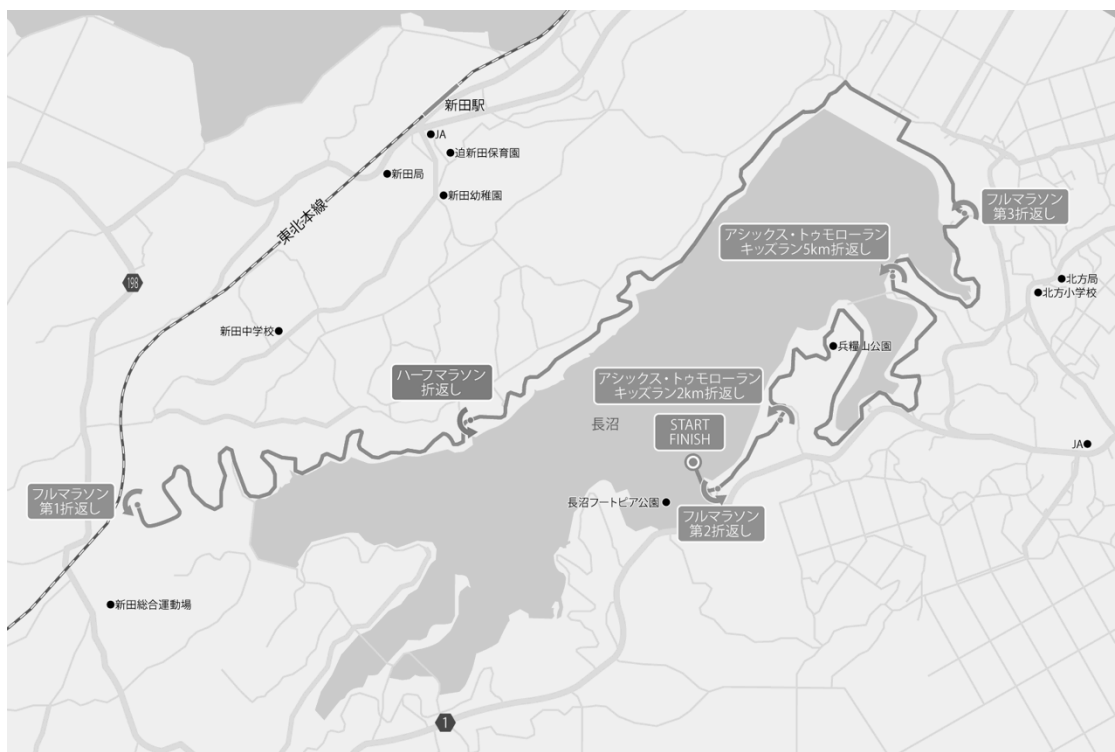 新田駅
JA
迫新田保育園
新田局
新田幼稚園
東北本線
フルマラソン
第3折返し
アシックス・トゥモローラン
キッズラン5km折返し
198
北方局
北方小学校
新田中学校
兵糧山公園
ハーフマラソン
折返し
アシックス・トゥモローラン
キッズラン2km折返し
長沼
START
FINISH
JA
フルマラソン
第1折返し
長沼フートピア公園
フルマラソン
第2折返し
新田総合運動場
1